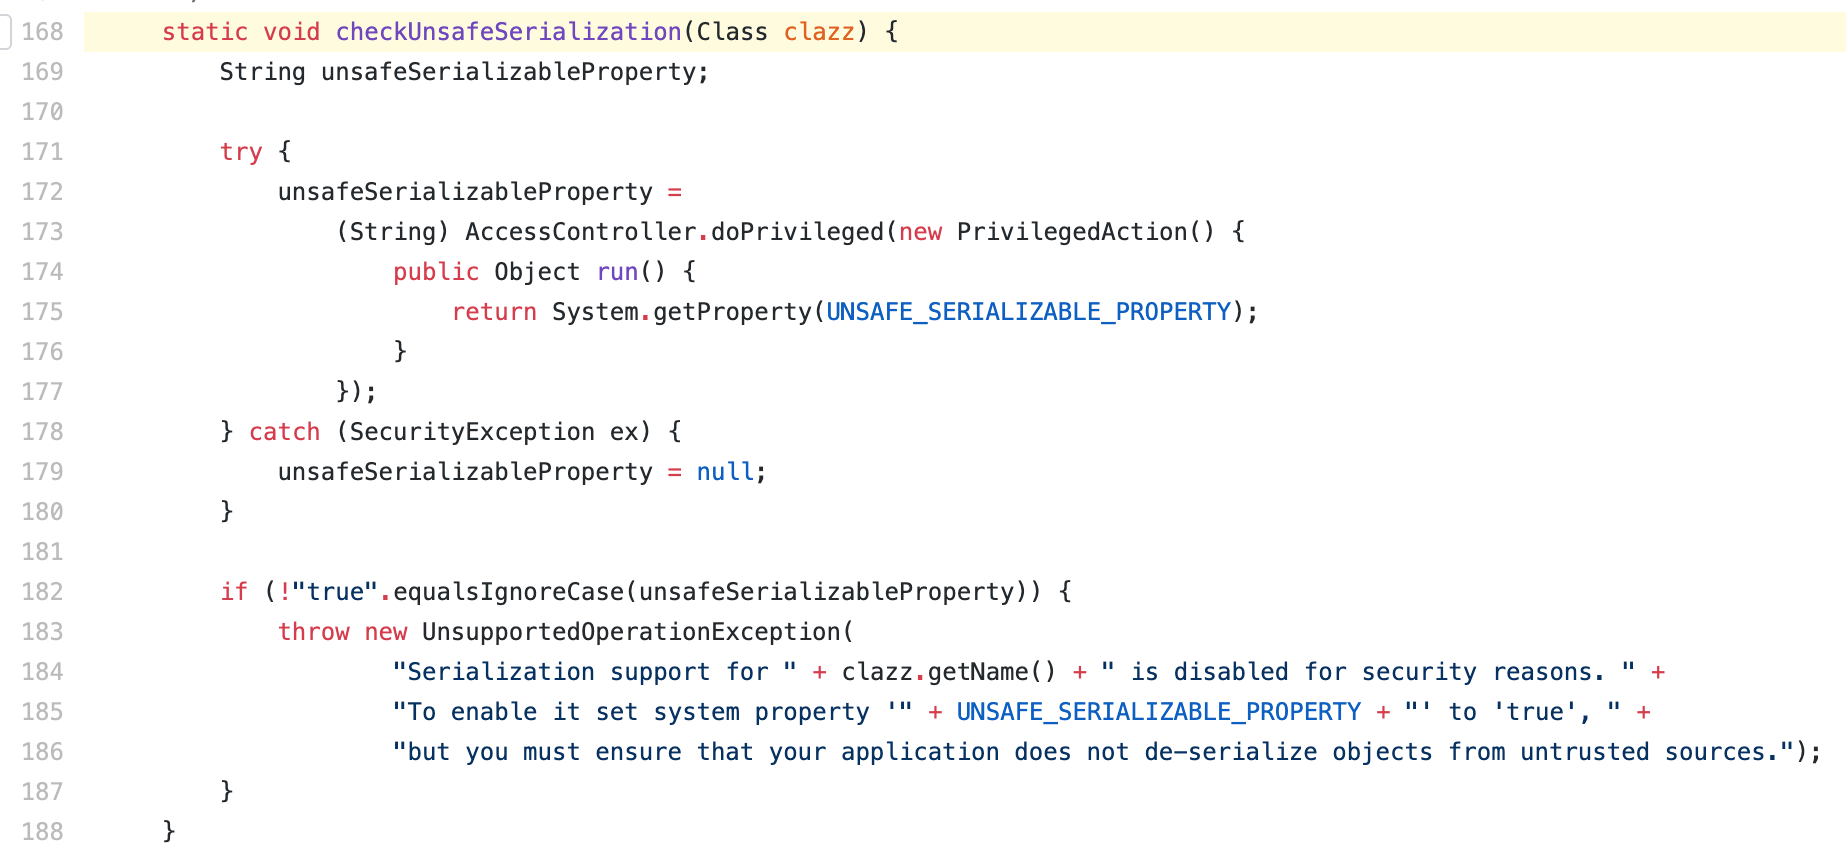 168 static void checkUnsafeSerialization(Class clazz) {
169 String unsafeSerializableProperty;
170
171 try {
172 unsafeSerializableProperty =
173 (String) AccessController.doPrivileged(new PrivilegedAction() {
174 public Object run() {
175 return System.getProperty(UNSAFE_SERIALIZABLE_PROPERTY);
176 }
177 });
178 } catch (SecurityException ex) {
179 unsafeSerializableProperty = null;
180 }
181
182 if (!"true".equalsIgnoreCase(unsafeSerializableProperty)) {
183 throw new UnsupportedOperationException(
184 "Serialization support for " + clazz.getName() + " is disabled for security reasons. " +
185 "To enable it set system property '" + UNSAFE_SERIALIZABLE_PROPERTY + "' to 'true', " +
186 "but you must ensure that your application does not de-serialize objects from untrusted sources.");
187 }
188 }